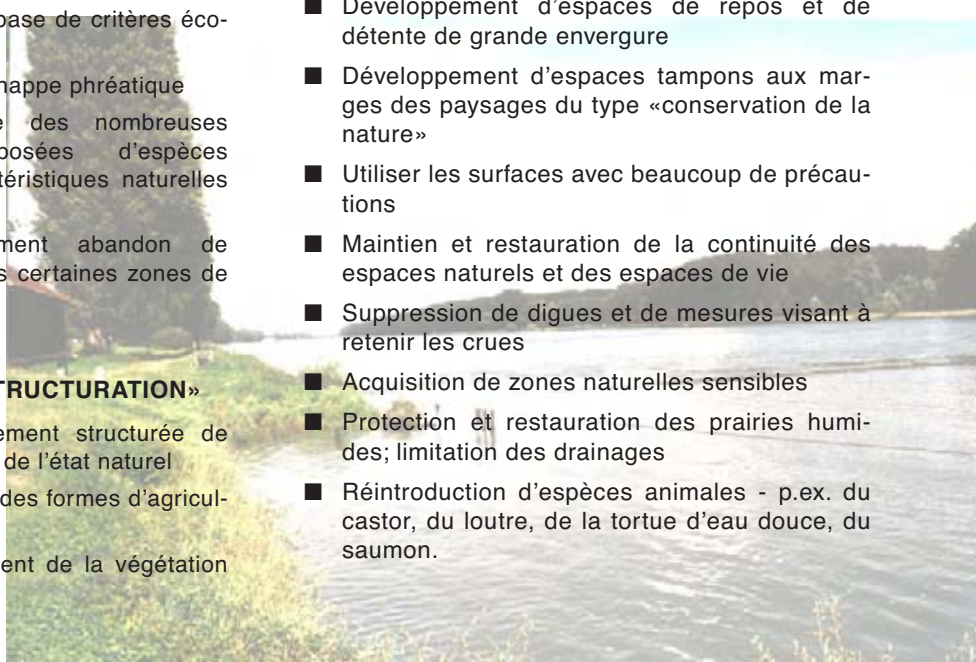 base de critères éco-
nappe phréatique
des nombreuses
d'espèces
naturelles
abandon de
certaines zones de
TRUCTURATION»
structurée de
de l'état naturel
des formes d'agricul-
de la végétation
■ Développement d'espaces de repos et de
détente de grande envergure
■ Développement d'espaces tampons aux mar-
ges des paysages du type «conservation de la
nature»
■ Utiliser les surfaces avec beaucoup de précau-
tions
■ Maintien et restauration de la continuité des
espaces naturels et des espaces de vie
■ Suppression de digues et de mesures visant à
retenir les crues
■ Acquisition de zones naturelles sensibles
■ Protection et restauration des prairies humi-
des; limitation des drainages
■ Réintroduction d'espèces animales - p.ex. du
castor, du loutre, de la tortue d'eau douce, du
saumon.